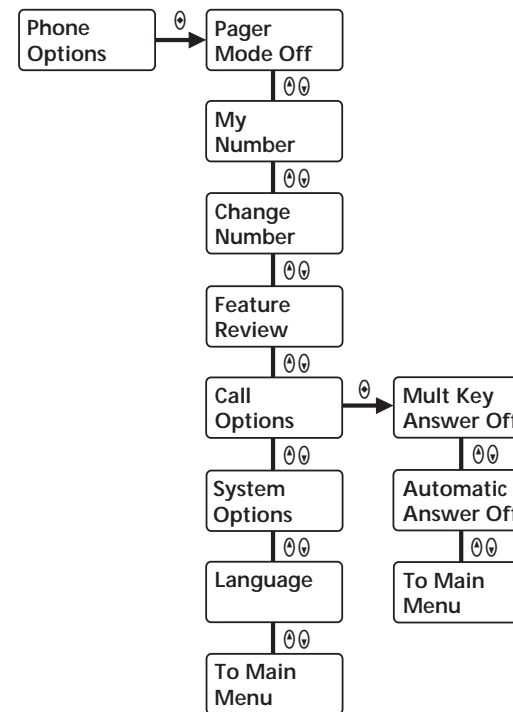 Phone
Options
Pager
Mode Off
My
Number
Change
Number
Feature
Review
Call
Options
Mult Key
Answer Off
System
Options
Automatic
Answer Off
Language
To Main
Menu
To Main
Menu